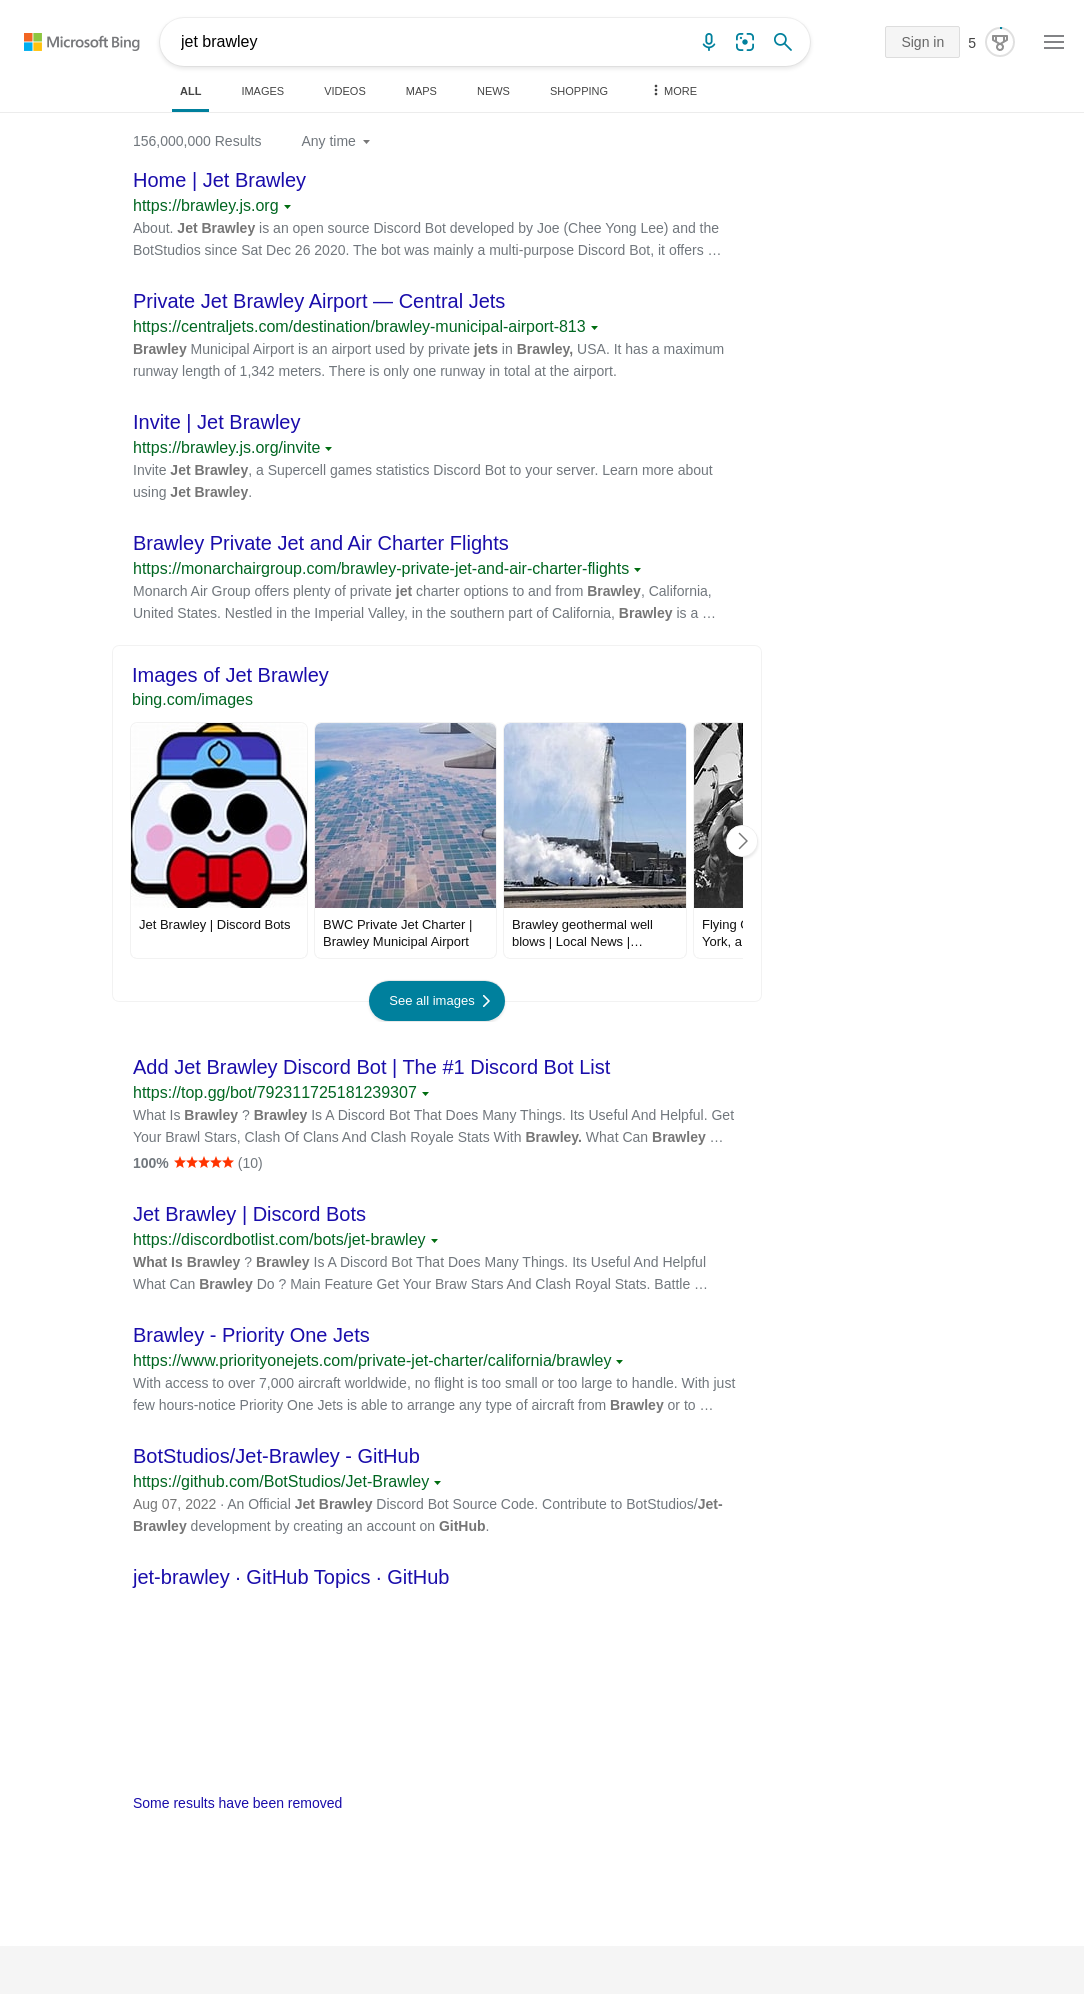 Microsoft Bing
jet brawley
Sign in
5
ALL
IMAGES
VIDEOS
MAPS
NEWS
SHOPPING
MORE
156,000,000 Results
Any time
Home | Jet Brawley
https://brawley.js.org
About. Jet Brawley is an open source Discord Bot developed by Joe (Chee Yong Lee) and the
BotStudios since Sat Dec 26 2020. The bot was mainly a multi-purpose Discord Bot, it offers …
Private Jet Brawley Airport — Central Jets
https://centraljets.com/destination/brawley-municipal-airport-813
Brawley Municipal Airport is an airport used by private jets in Brawley, USA. It has a maximum
runway length of 1,342 meters. There is only one runway in total at the airport.
Invite | Jet Brawley
https://brawley.js.org/invite
Invite Jet Brawley, a Supercell games statistics Discord Bot to your server. Learn more about
using Jet Brawley.
Brawley Private Jet and Air Charter Flights
https://monarchairgroup.com/brawley-private-jet-and-air-charter-flights
Monarch Air Group offers plenty of private jet charter options to and from Brawley, California,
United States. Nestled in the Imperial Valley, in the southern part of California, Brawley is a …
Images of Jet Brawley
bing.com/images
Jet Brawley | Discord Bots
BWC Private Jet Charter |
Brawley Municipal Airport
Brawley geothermal well
blows | Local News |…
Flying
York, a
See all images
Add Jet Brawley Discord Bot | The #1 Discord Bot List
https://top.gg/bot/792311725181239307
What Is Brawley ? Brawley Is A Discord Bot That Does Many Things. Its Useful And Helpful. Get
Your Brawl Stars, Clash Of Clans And Clash Royale Stats With Brawley. What Can Brawley …
100% ★★★★★ (10)
Jet Brawley | Discord Bots
https://discordbotlist.com/bots/jet-brawley
What Is Brawley ? Brawley Is A Discord Bot That Does Many Things. Its Useful And Helpful
What Can Brawley Do ? Main Feature Get Your Braw Stars And Clash Royal Stats. Battle …
Brawley - Priority One Jets
https://www.priorityonejets.com/private-jet-charter/california/brawley
With access to over 7,000 aircraft worldwide, no flight is too small or too large to handle. With just
few hours-notice Priority One Jets is able to arrange any type of aircraft from Brawley or to …
BotStudios/Jet-Brawley - GitHub
https://github.com/BotStudios/Jet-Brawley
Aug 07, 2022 · An Official Jet Brawley Discord Bot Source Code. Contribute to BotStudios/Jet-
Brawley development by creating an account on GitHub.
jet-brawley · GitHub Topics · GitHub
Some results have been removed